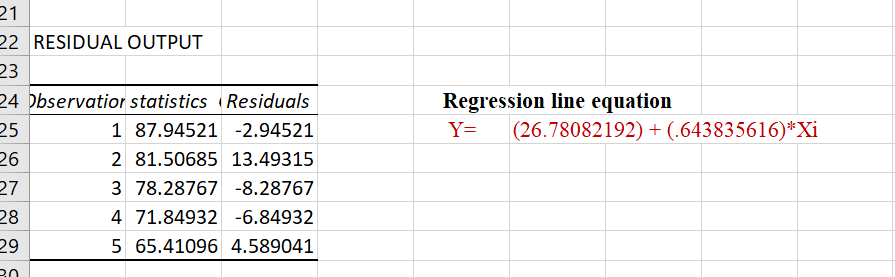 21
22 RESIDUAL OUTPUT
23
24 Observation statistics Residuals Regression line equation
25 1 87.94521 -2.94521 Y= (26.78082192) + (.643835616)*Xi
26 2 81.50685 13.49315
27 3 78.28767 -8.28767
28 4 71.84932 -6.84932
29 5 65.41096 4.589041
30